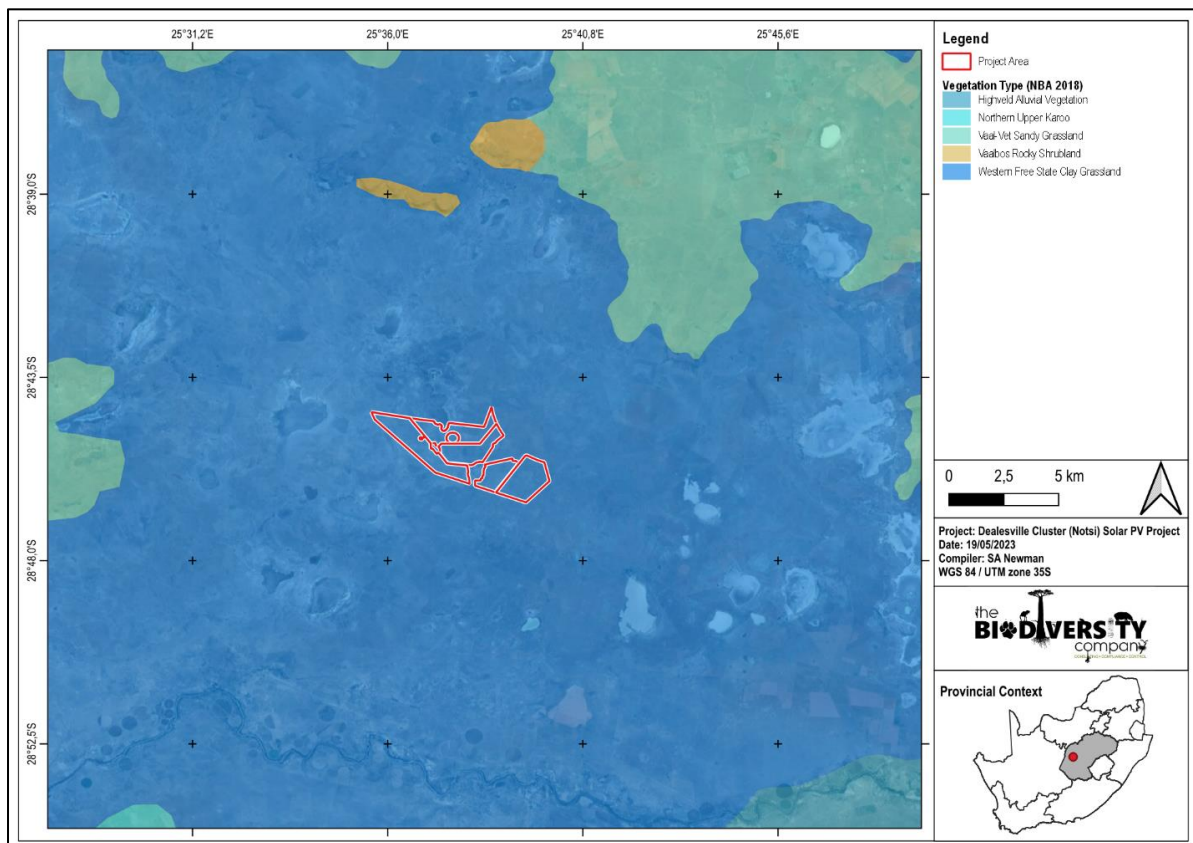 25°31,2'E 25°36,0'E 25°40,8'E 25°45,6'E
28°39,0'S
28°43,5'S
28°48,0'S
28°52,5'S
Legend
Project Area
Vegetation Type (NBA 2018)
Highveld Alluvial Vegetation
Northern Upper Karoo
Vaal-Vet Sandy Grassland
Vaalbos Rocky Shrubland
Western Free State Clay Grassland
0 2,5 5 km
Project: Dealesville Cluster (Notsi) Solar PV Project
Date: 19/05/2023
Compiler: SA Newman
WGS 84 / UTM zone 35S
the
BIODIVERSITY
company
Provincial Context